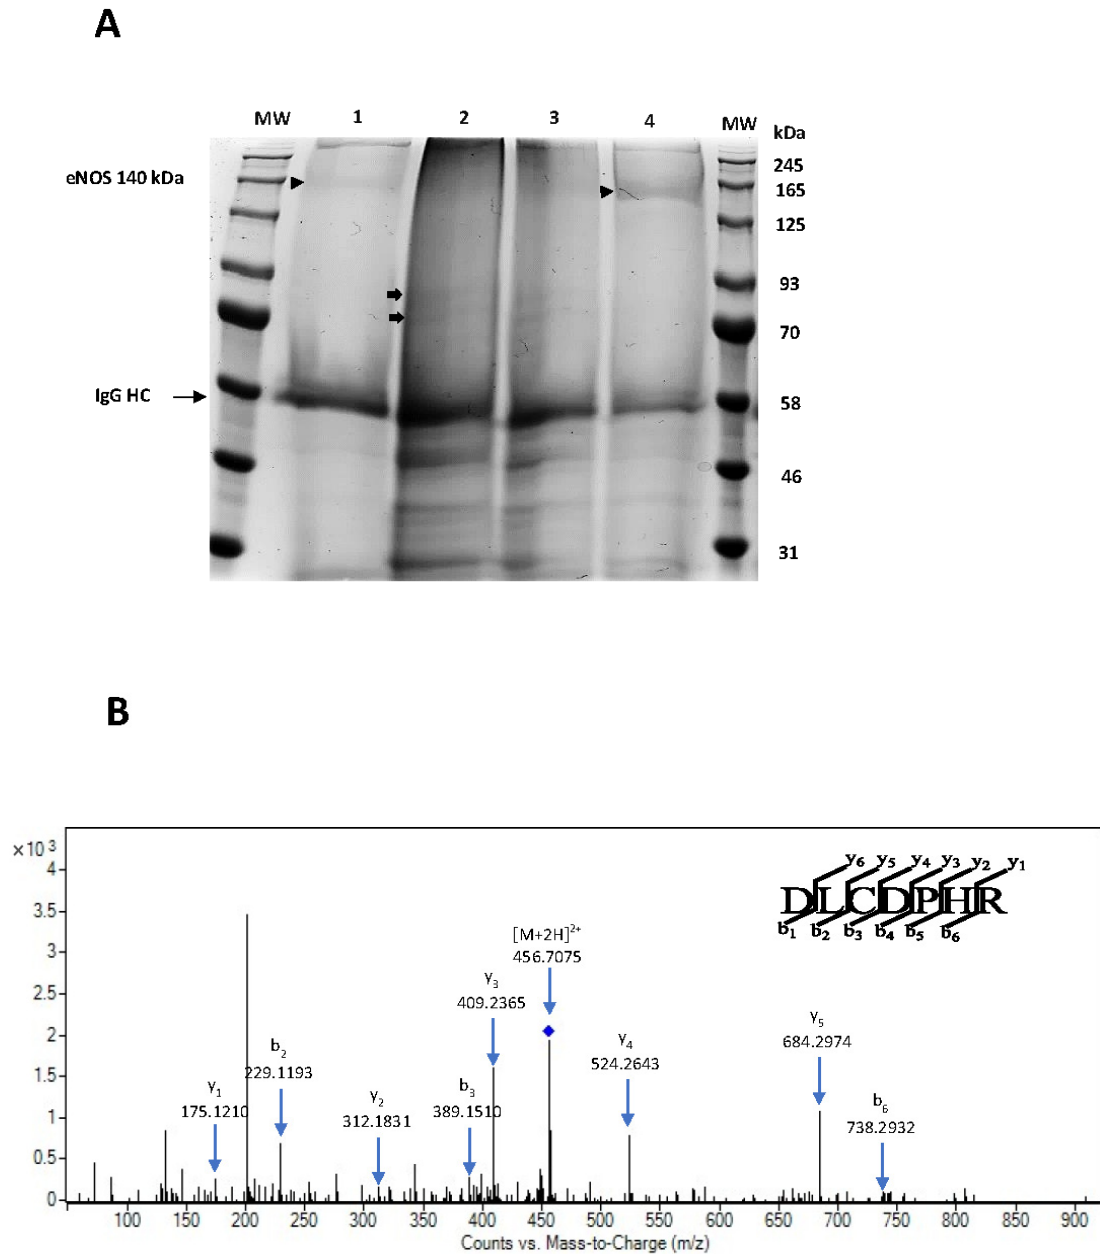 A
MW 1 2 3 4 MW kDa
245
eNOS 140 kDa
165
125
93
70
IgG HC
58
46
31
B
×10 3
4
3.5
3
2.5
2
1.5
1
0.5
0
y6 y5 y4 y3 y2 y1
DLCDPHR
b1 b2 b3 b4 b5 b6
[M+2H]2+
456.7075
y3
409.2365
y5
684.2974
y4
524.2643
b2
229.1193
y1
175.1210
y2
312.1831
b3
389.1510
b6
738.2932
100 150 200 250 300 350 400 450 500 550 600 650 700 750 800 850 900
Counts vs. Mass-to-Charge (m/z)